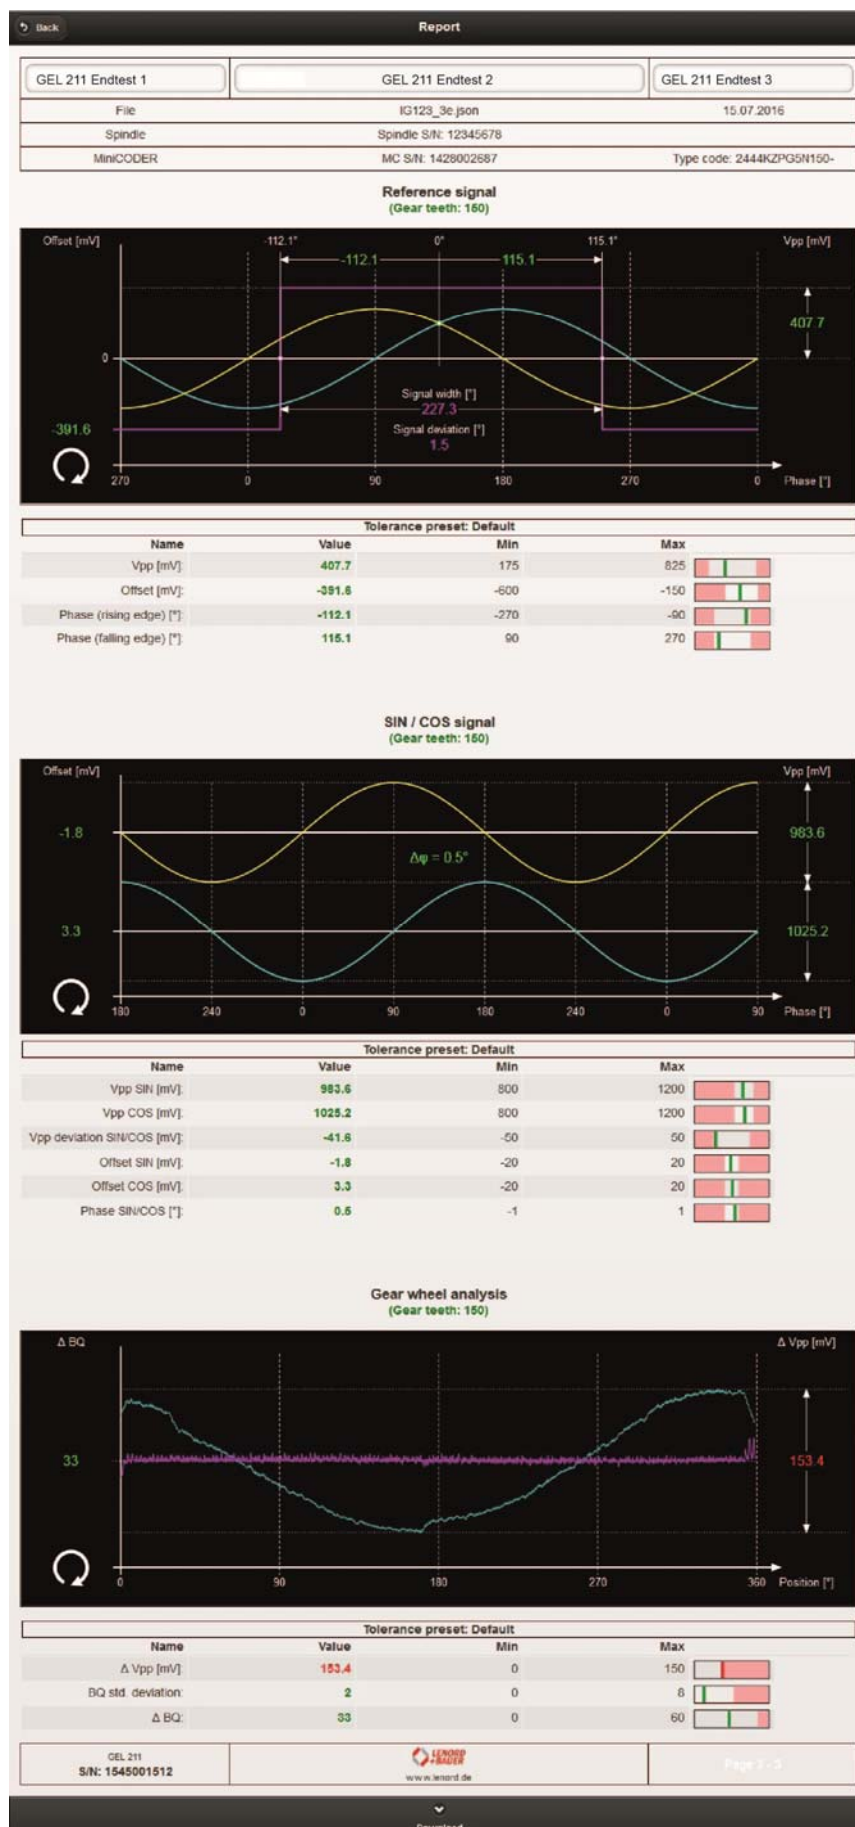 Back
Report
GEL 211 Endtest 1 GEL 211 Endtest 2 GEL 211 Endtest 3
File IG123_3e.json 15.07.2016
Spindle Spindle S/N: 12345678
MiniCODER MC S/N: 1428002687 Type code: 2444KZPG5N150-
Reference signal
(Gear teeth: 150)
Offset [mV] -112.1° 0° 115.1° Vpp [mV]
-112.1 115.1
407.7
0
Signal width [°]
227.3
-391.6 Signal deviation [°]
1.5
270 0 90 180 270 0 Phase [°]
Tolerance preset: Default
Name Value Min Max
Vpp [mV]: 407.7 175 825
Offset [mV]: -391.6 -600 -150
Phase (rising edge) [°]: -112.1 -270 -90
Phase (falling edge) [°]: 115.1 90 270
SIN / COS signal
(Gear teeth: 150)
Offset [mV] Vpp [mV]
-1.8 983.6
Δφ = 0.5°
3.3 1025.2
180 240 0 90 180 240 0 90 Phase [°]
Tolerance preset: Default
Name Value Min Max
Vpp SIN [mV]: 983.6 800 1200
Vpp COS [mV]: 1025.2 800 1200
Vpp deviation SIN/COS [mV]: -41.6 -50 50
Offset SIN [mV]: -1.8 -20 20
Offset COS [mV]: 3.3 -20 20
Phase SIN/COS [°]: 0.5 -1 1
Gear wheel analysis
(Gear teeth: 150)
Δ BQ Δ Vpp [mV]
33 153.4
0 90 180 270 360 Position [°]
Tolerance preset: Default
Name Value Min Max
Δ Vpp [mV]: 153.4 0 150
BQ std. deviation: 2 0 8
Δ BQ: 33 0 60
GEL 211
S/N: 1545001512
LENORD
+BAUER
www.lenord.de
Page 3 - 3
Download